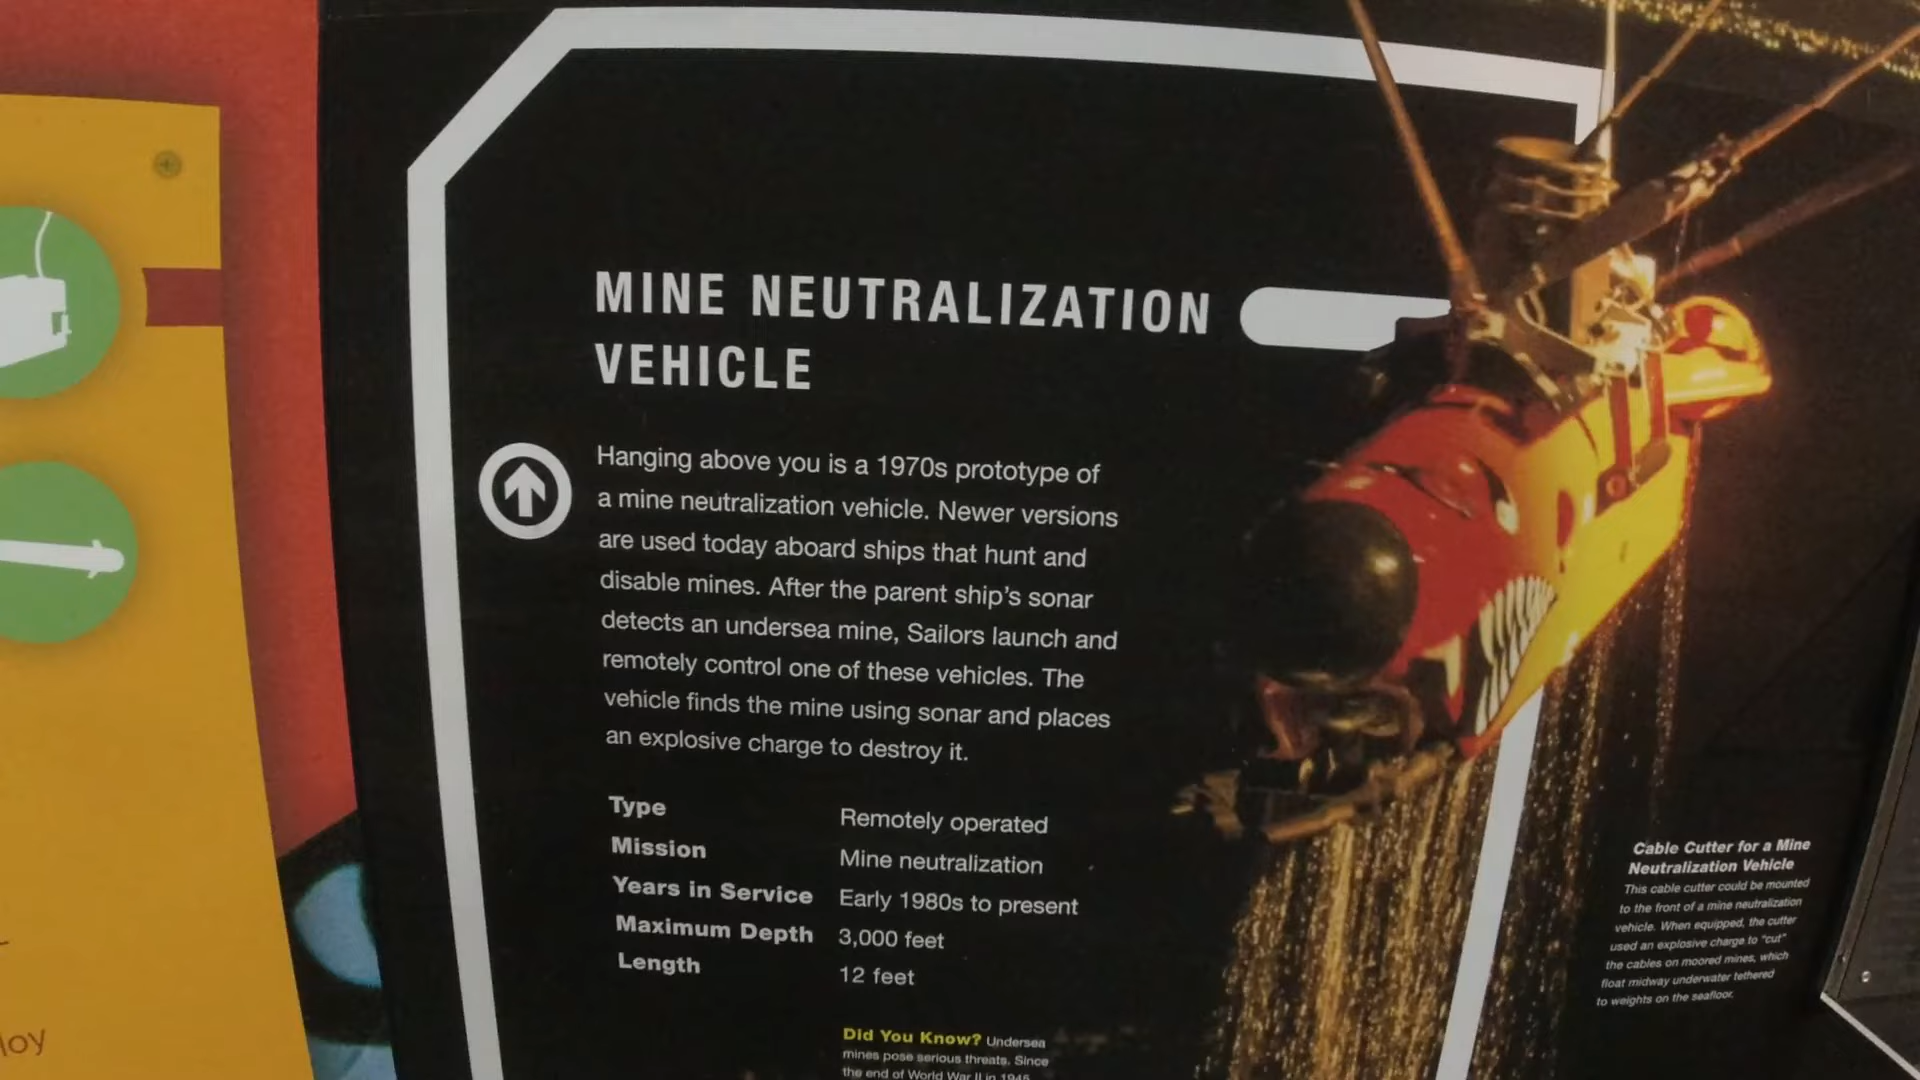 MINE NEUTRALIZATION
VEHICLE
Hanging above you is a 1970s prototype of
a mine neutralization vehicle. Newer versions
are used today aboard ships that hunt and
disable mines. After the parent ship’s sonar
detects an undersea mine, Sailors launch and
remotely control one of these vehicles. The
vehicle finds the mine using sonar and places
an explosive charge to destroy it.
Type Remotely operated
Mission Mine neutralization
Years in Service Early 1980s to present
Maximum Depth 3,000 feet
Length 12 feet
Did You Know? Undersea
mines pose serious threats. Since
the end of World War II in 1945,
Cable Cutter for a Mine
Neutralization Vehicle
This cable cutter could be mounted
to the front of a mine neutralization
vehicle. When equipped, the cutter
used an explosive charge to “cut”
the cables on moored mines, which
float midway underwater tethered
to weights on the seafloor.